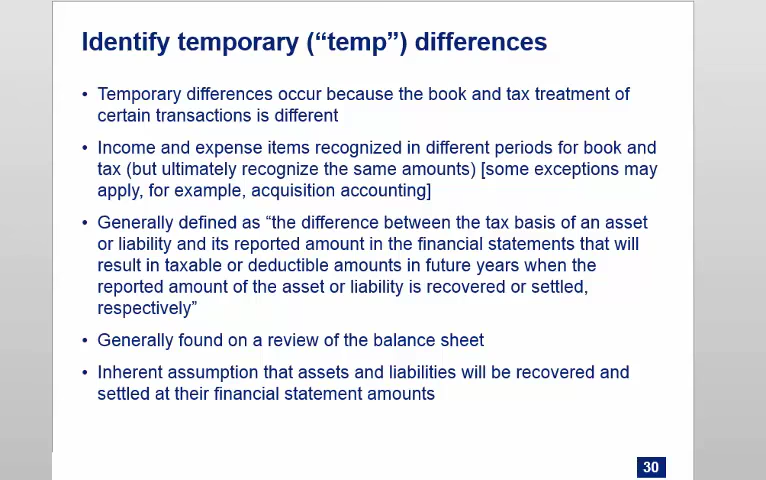 Identify temporary (“temp”) differences
• Temporary differences occur because the book and tax treatment of
certain transactions is different
• Income and expense items recognized in different periods for book and
tax (but ultimately recognize the same amounts) [some exceptions may
apply, for example, acquisition accounting]
• Generally defined as “the difference between the tax basis of an asset
or liability and its reported amount in the financial statements that will
result in taxable or deductible amounts in future years when the
reported amount of the asset or liability is recovered or settled,
respectively”
• Generally found on a review of the balance sheet
• Inherent assumption that assets and liabilities will be recovered and
settled at their financial statement amounts
30